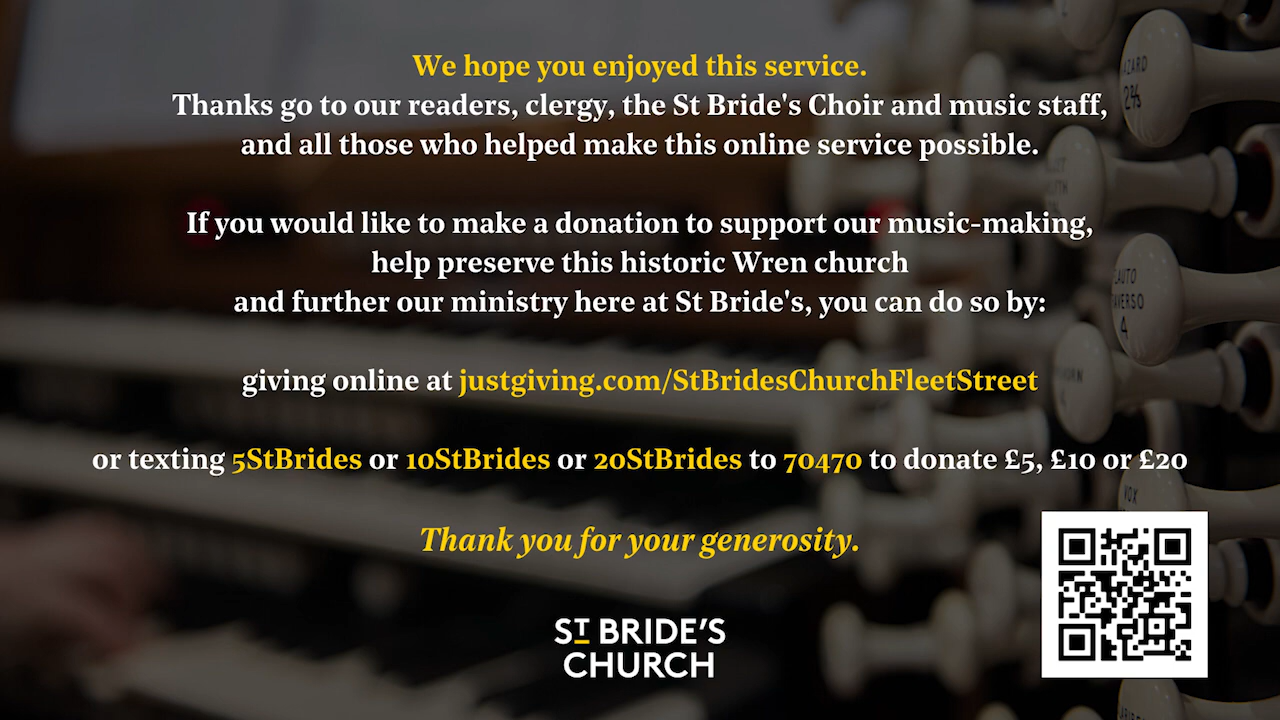 We hope you enjoyed this service.
Thanks go to our readers, clergy, the St Bride's Choir and music staff,
and all those who helped make this online service possible.
If you would like to make a donation to support our music-making,
help preserve this historic Wren church
and further our ministry here at St Bride's, you can do so by:
giving online at justgiving.com/StBridesChurchFleetStreet
or texting 5StBrides or 10StBrides or 20StBrides to 70470 to donate £5, £10 or £20
Thank you for your generosity.
ST BRIDE'S
CHURCH
2⅔
4
VOX